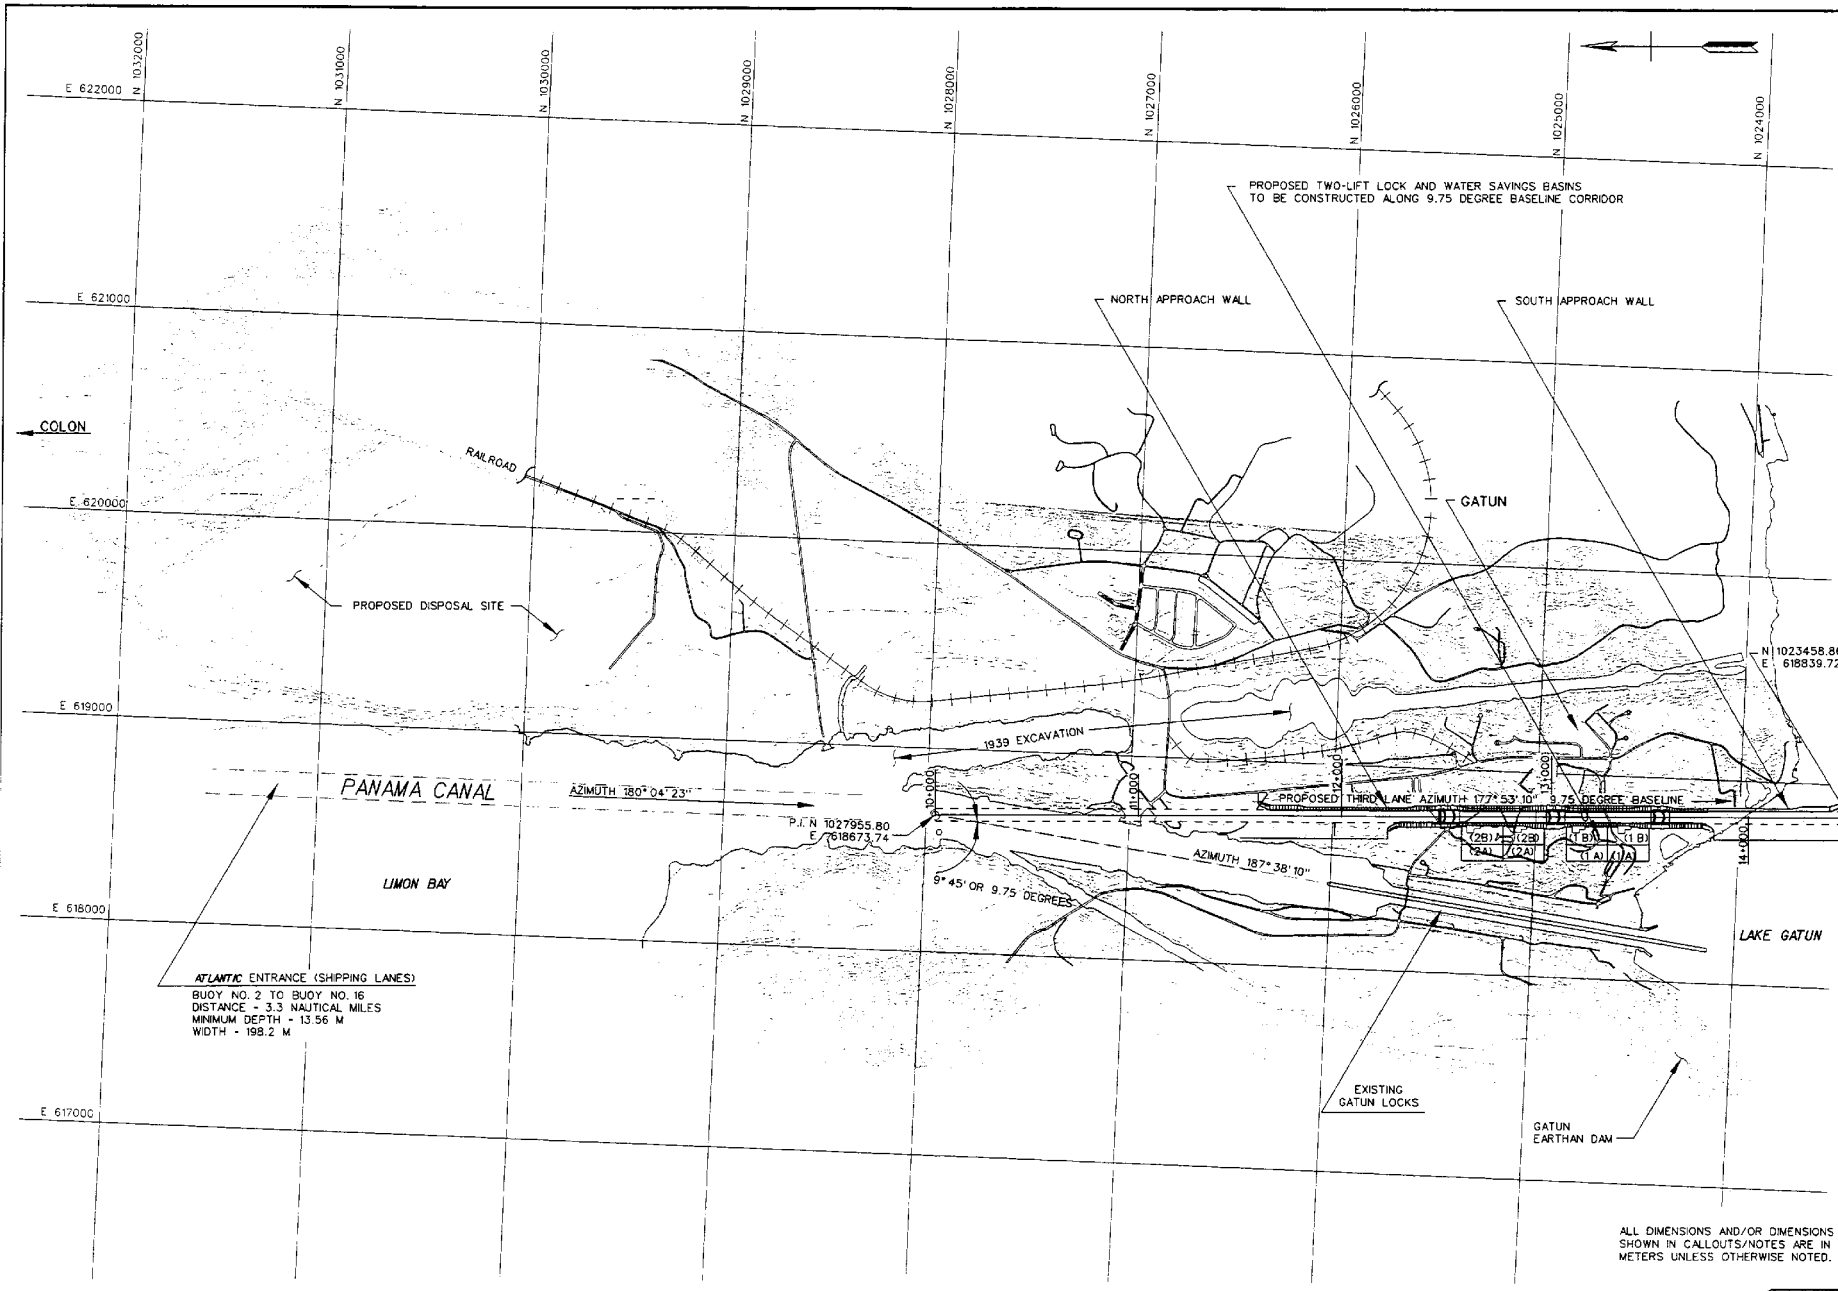 N 1032000
N 1031000
N 1030000
N 1029000
N 1028000
N 1027000
N 1026000
N 1025000
N 1024000
E 622000
PROPOSED TWO-LIFT LOCK AND WATER SAVINGS BASINS
TO BE CONSTRUCTED ALONG 9.75 DEGREE BASELINE CORRIDOR
E 621000
NORTH APPROACH WALL
SOUTH APPROACH WALL
COLON
RAILROAD
E 620000
GATUN
PROPOSED DISPOSAL SITE
N 1023458.86
E 618839.72
E 619000
1939 EXCAVATION
PANAMA CANAL
AZIMUTH 180° 04' 23"
10+000
11+000
12+000
13+000
14+000
PROPOSED THIRD LANE AZIMUTH 177° 53' 10" 9.75 DEGREE BASELINE
P.I. N 1027955.80
E 618673.74
(2B) (2B) (1B) (1B)
(2A) (2A) (1A) (1A)
AZIMUTH 187° 38' 10"
9° 45' OR 9.75 DEGREES
LIMON BAY
E 618000
LAKE GATUN
ATLANTIC ENTRANCE (SHIPPING LANES)
BUOY NO. 2 TO BUOY NO. 16
DISTANCE - 3.3 NAUTICAL MILES
MINIMUM DEPTH - 13.56 M
WIDTH - 198.2 M
EXISTING
GATUN LOCKS
E 617000
GATUN
EARTHAN DAM
ALL DIMENSIONS AND/OR DIMENSIONS
SHOWN IN CALLOUTS/NOTES ARE IN
METERS UNLESS OTHERWISE NOTED.